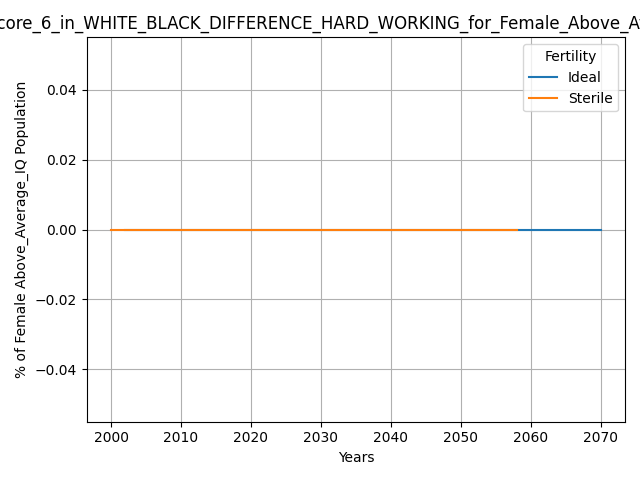 core_6_in_WHITE_BLACK_DIFFERENCE_HARD_WORKING_for_Female_Above_A
Fertility
Ideal
Sterile
% of Female Above_Average_IQ Population
0.04
0.02
0.00
−0.02
−0.04
2000 2010 2020 2030 2040 2050 2060 2070
Years